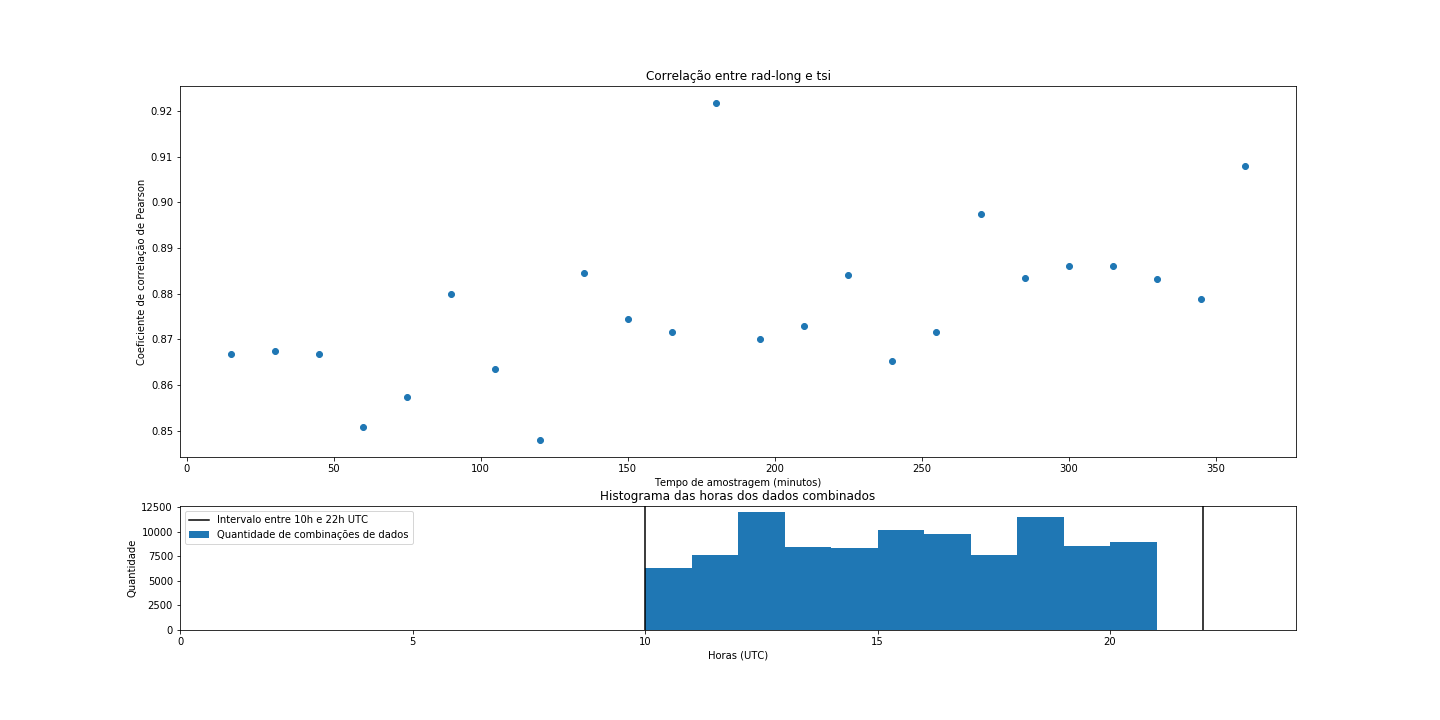 Correlação entre rad-long e tsi
Coeficiente de correlação de Pearson
0.92
0.91
0.90
0.89
0.88
0.87
0.86
0.85
0 50 100 150 200 250 300 350
Tempo de amostragem (minutos)
Histograma das horas dos dados combinados
Quantidade
12500
10000
7500
5000
2500
0
Intervalo entre 10h e 22h UTC
Quantidade de combinações de dados
0 5 10 15 20
Horas (UTC)